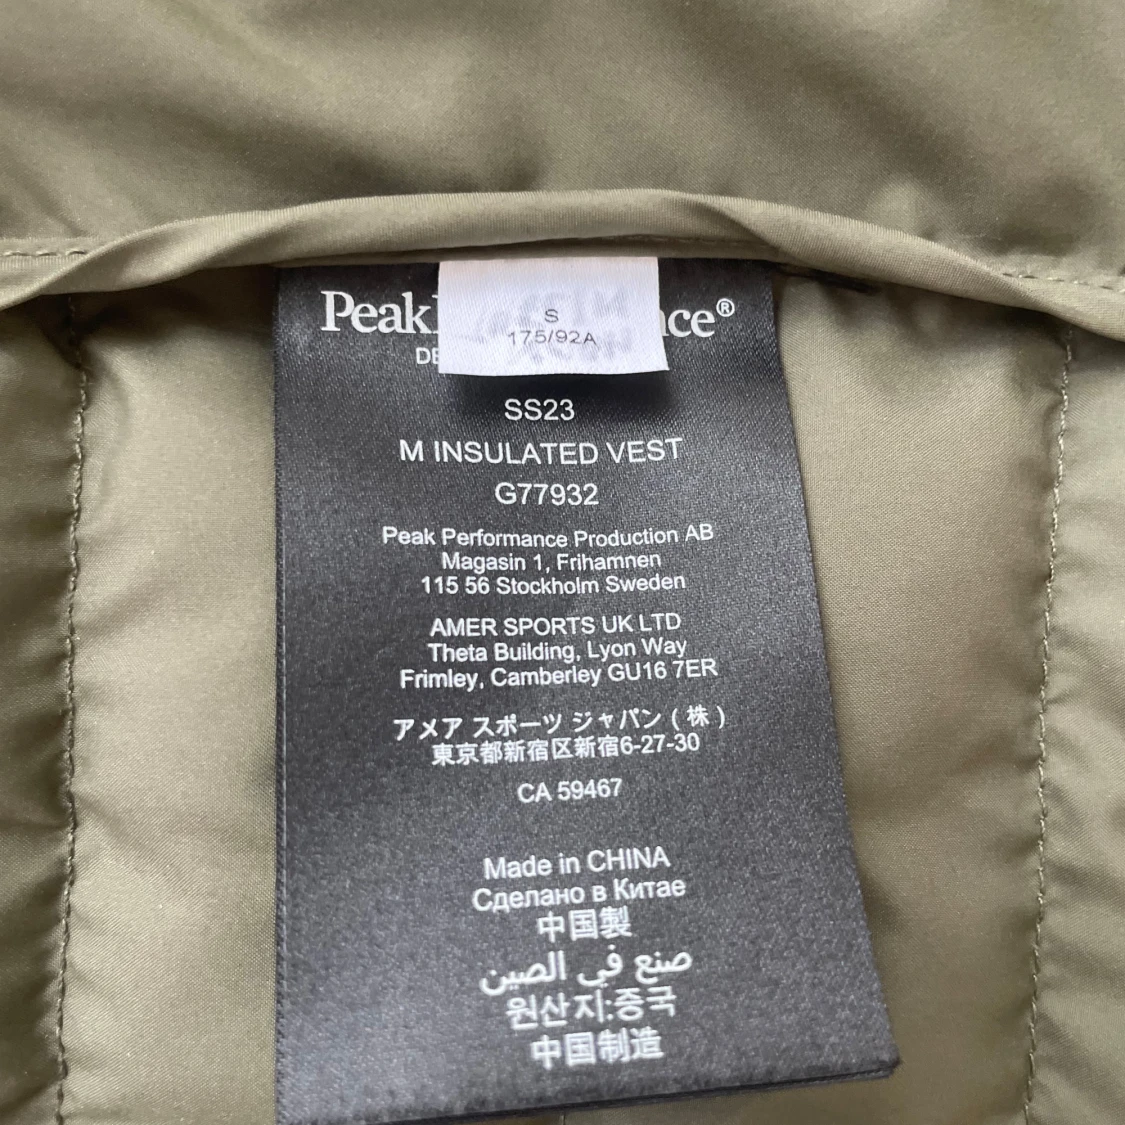 Peak
nce®
DE
S
175/92A
SS23
M INSULATED VEST
G77932
Peak Performance Production AB
Magasin 1, Frihamnen
115 56 Stockholm Sweden
AMER SPORTS UK LTD
Theta Building, Lyon Way
Frimley, Camberley GU16 7ER
アメア スポーツ ジャパン ( 株 )
東京都新宿区新宿6-27-30
CA 59467
Made in CHINA
Сделано в Китае
中国製
صنع في الصين
원산지:중국
中国制造